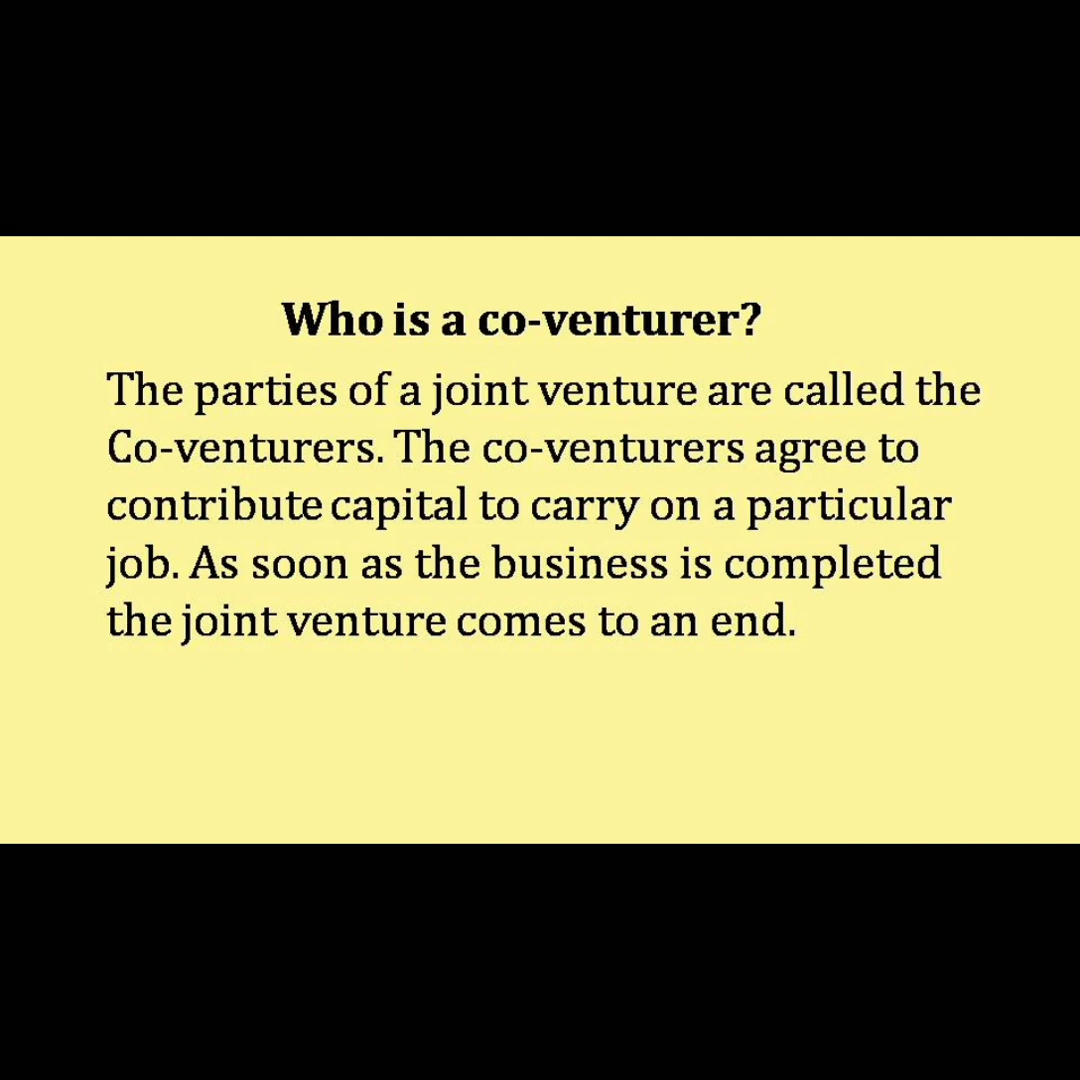 Who is a co-venturer?
The parties of a joint venture are called the
Co-venturers. The co-venturers agree to
contribute capital to carry on a particular
job. As soon as the business is completed
the joint venture comes to an end.